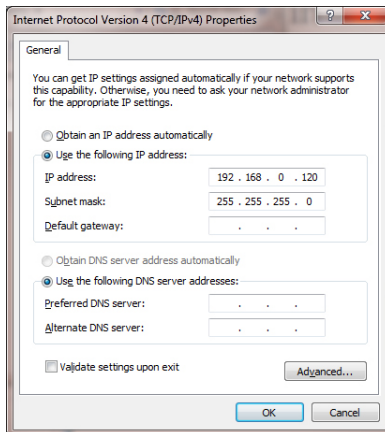 Internet Protocol Version 4 (TCP/IPv4) Properties
General
You can get IP settings assigned automatically if your network supports
this capability. Otherwise, you need to ask your network administrator
for the appropriate IP settings.
Obtain an IP address automatically
Use the following IP address:
IP address: 192 . 168 . 0 . 120
Subnet mask: 255 . 255 . 255 . 0
Default gateway: . . .
Obtain DNS server address automatically
Use the following DNS server addresses:
Preferred DNS server: . . .
Alternate DNS server: . . .
Validate settings upon exit
Advanced...
OK Cancel